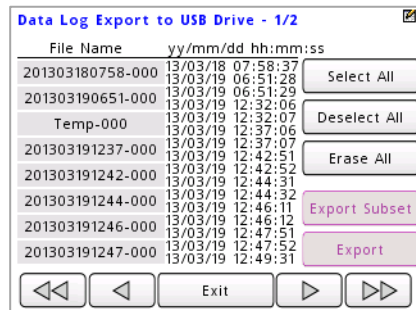 Data Log Export to USB Drive - 1/2
File Name yy/mm/dd hh:mm:ss
201303180758-000 13/03/18 07:58:37
13/03/19 06:51:28
201303190651-000 13/03/19 06:51:29
13/03/19 12:32:06
Temp-000 13/03/19 12:32:07
13/03/19 12:37:06
201303191237-000 13/03/19 12:37:07
13/03/19 12:42:51
201303191242-000 13/03/19 12:42:52
13/03/19 12:44:31
201303191244-000 13/03/19 12:44:32
13/03/19 12:46:11
201303191246-000 13/03/19 12:46:12
13/03/19 12:47:51
201303191247-000 13/03/19 12:47:52
13/03/19 12:49:31
Select All
Deselect All
Erase All
Export Subset
Export
Exit